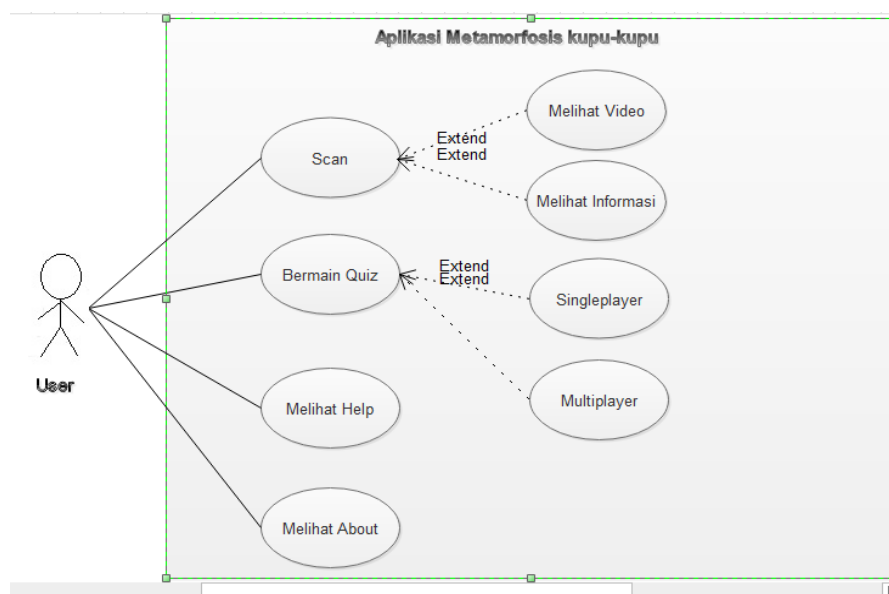 Aplikasi Metamorfosis kupu-kupu
Melihat Video
Exténd
Extend
Scan
Melihat Informasi
Extend
Extend
Bermain Quiz
Singleplayer
User
Melihat Help
Multiplayer
Melihat About